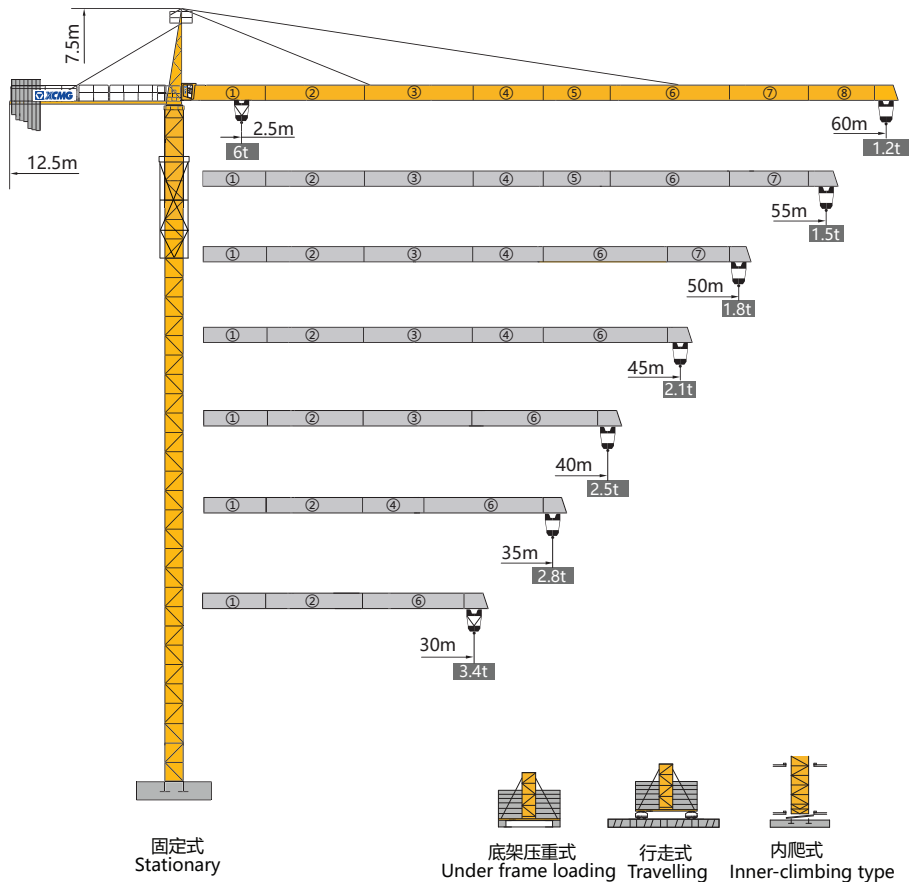 7.5m
XCMG
① ② ③ ④ ⑤ ⑥ ⑦ ⑧
2.5m
60m
6t
1.2t
12.5m
① ② ③ ④ ⑤ ⑥ ⑦
55m
1.5t
① ② ③ ④ ⑥ ⑦
50m
1.8t
① ② ③ ④ ⑥
45m
2.1t
① ② ③ ⑥
40m
2.5t
① ② ④ ⑥
35m
2.8t
① ② ⑥
30m
3.4t
固定式
Stationary
底架压重式
Under frame loading
行走式
Travelling
内爬式
Inner-climbing type